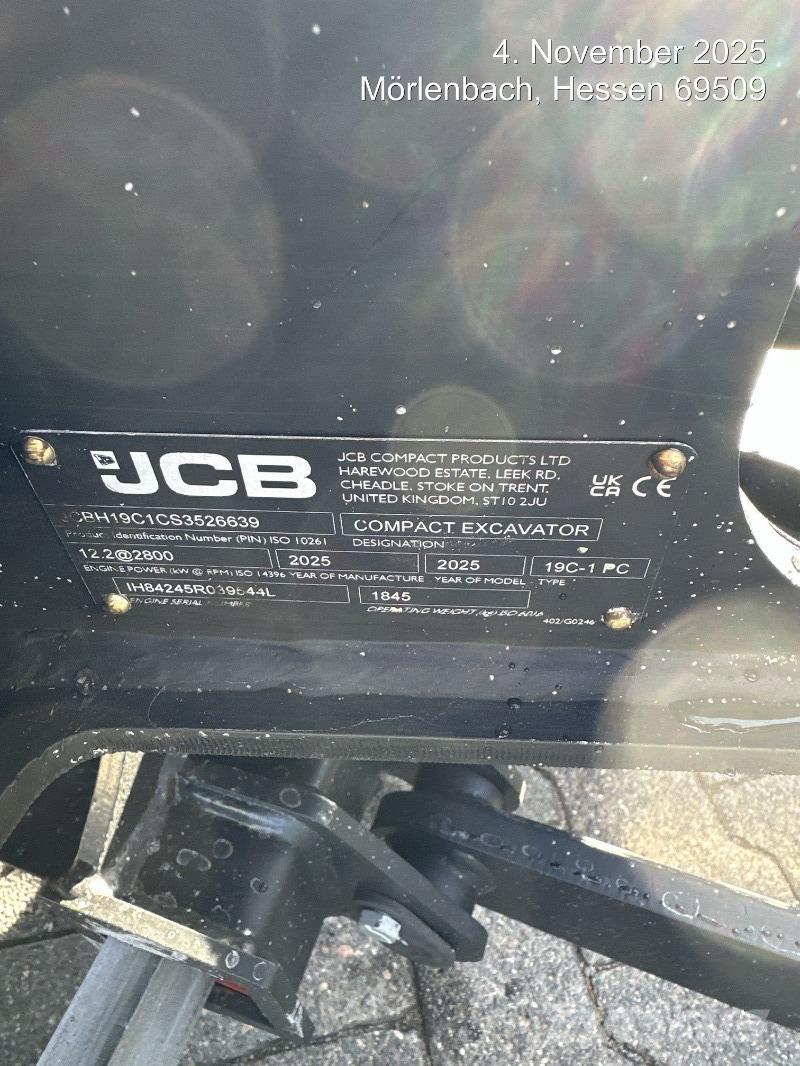 4. November 2025
Mörlenbach, Hessen 69509
JCB
JCB COMPACT PRODUCTS LTD
HAREWOOD ESTATE, LEEK RD,
CHEADLE, STOKE ON TRENT,
UNITED KINGDOM, ST10 2JU
UK
CA CE
JCBH19C1CS3526639
Product Identification Number (PIN) ISO 10261
COMPACT EXCAVATOR
DESIGNATION
12.2@2800
ENGINE POWER (kW @ RPM) ISO 14396
2025
YEAR OF MANUFACTURE
2025
YEAR OF MODEL
19C-1 PC
TYPE
IH84245R039544L
ENGINE SERIAL NUMBER
1845
OPERATING WEIGHT (kg) ISO 6016
402/G0246